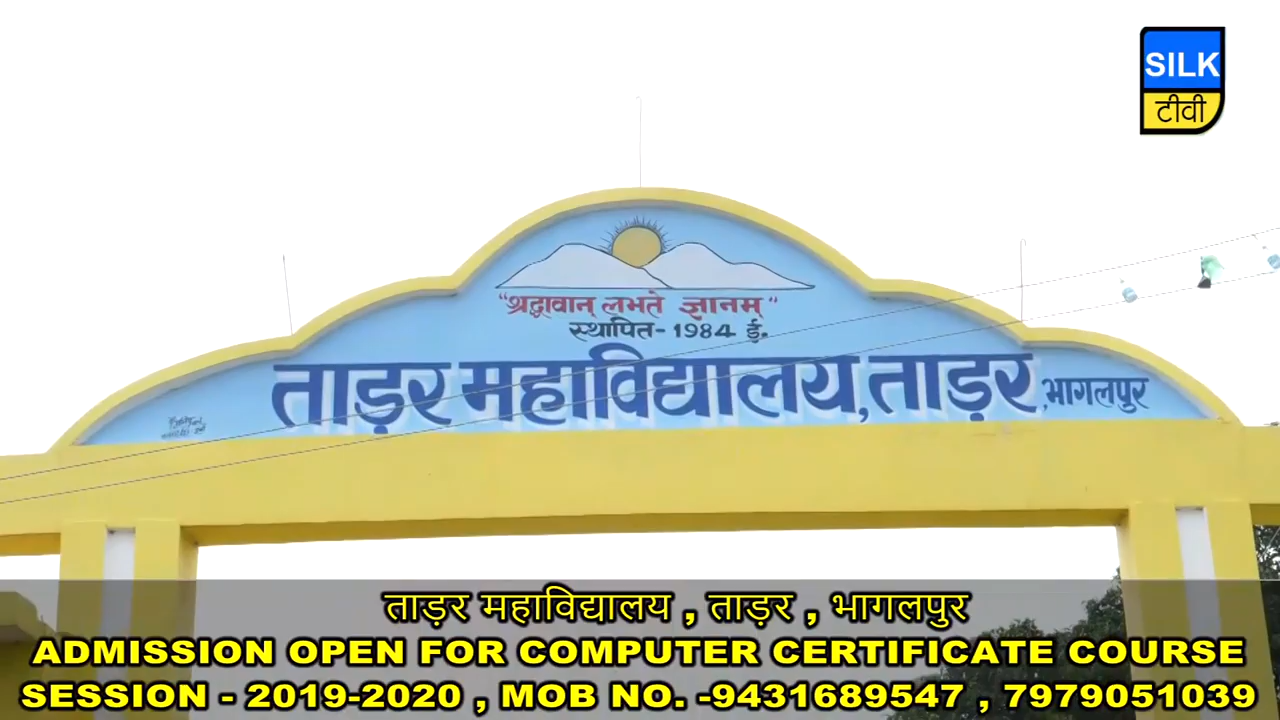 SILK
टीवी
"श्रद्धावान् लभते ज्ञानम्"
स्थापित-1984 ई.
ताड़र महाविद्यालय, ताड़र, भागलपुर
ताड़र महाविद्यालय , ताड़र , भागलपुर
ADMISSION OPEN FOR COMPUTER CERTIFICATE COURSE
SESSION - 2019-2020 , MOB NO. -9431689547 , 7979051039